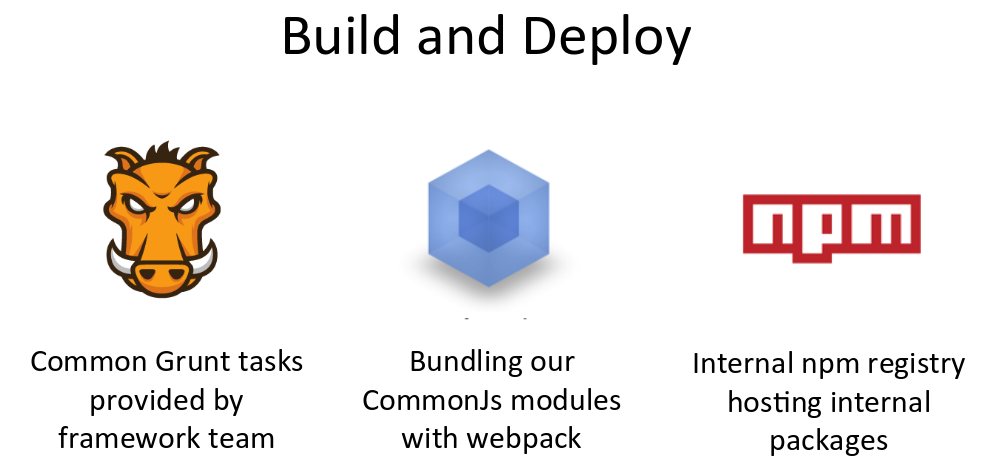 Build and Deploy
npm
Common Grunt tasks
provided by
framework team
Bundling our
CommonJs modules
with webpack
Internal npm registry
hosting internal
packages